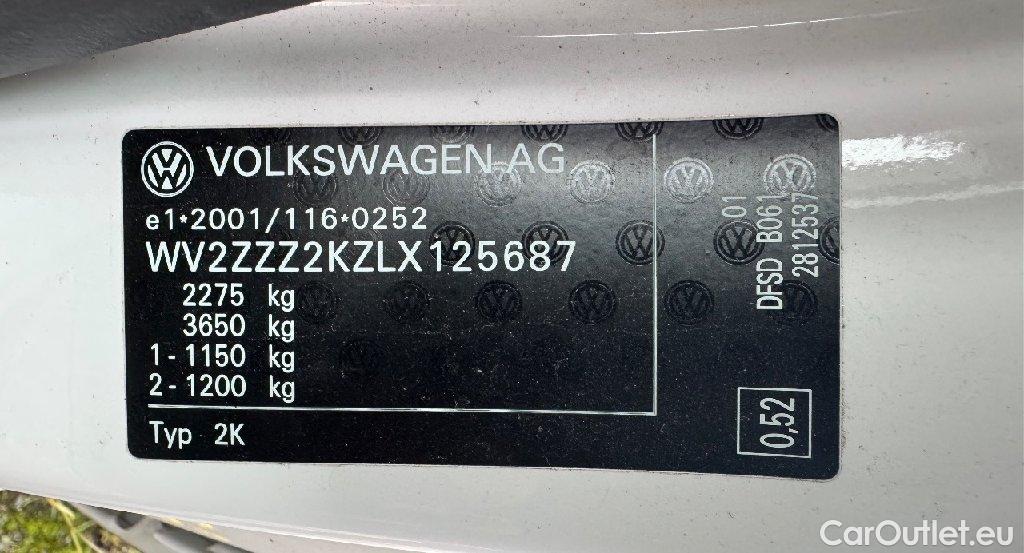 VOLKSWAGEN AG
e1*2001/116*0252
WV2ZZZ2KZLX125687
2275 kg
3650 kg
1 - 1150 kg
2 - 1200 kg
Typ 2K
01
DFSD B061
2812537
0,52
CarOutlet.eu